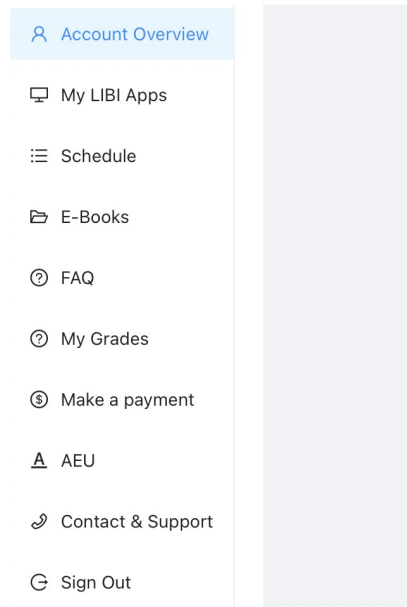 Account Overview
My LIBI Apps
Schedule
E-Books
FAQ
My Grades
Make a payment
AEU
Contact & Support
Sign Out